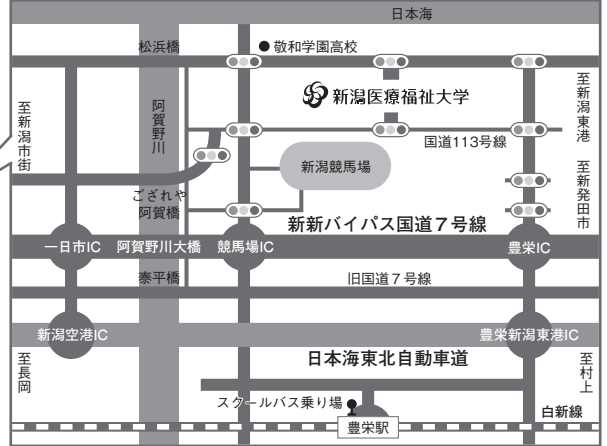 日本海
松浜橋
敬和学園高校
至新潟市街
阿賀野川
新潟医療福祉大学
至新潟東港
国道113号線
新潟競馬場
至新発田市
ござれや
阿賀橋
新新バイパス国道7号線
一日市IC
阿賀野川大橋
競馬場IC
豊栄IC
泰平橋
旧国道7号線
新潟空港IC
豊栄新潟東港IC
至長岡
日本海東北自動車道
至村上
スクールバス乗り場
白新線
豊栄駅